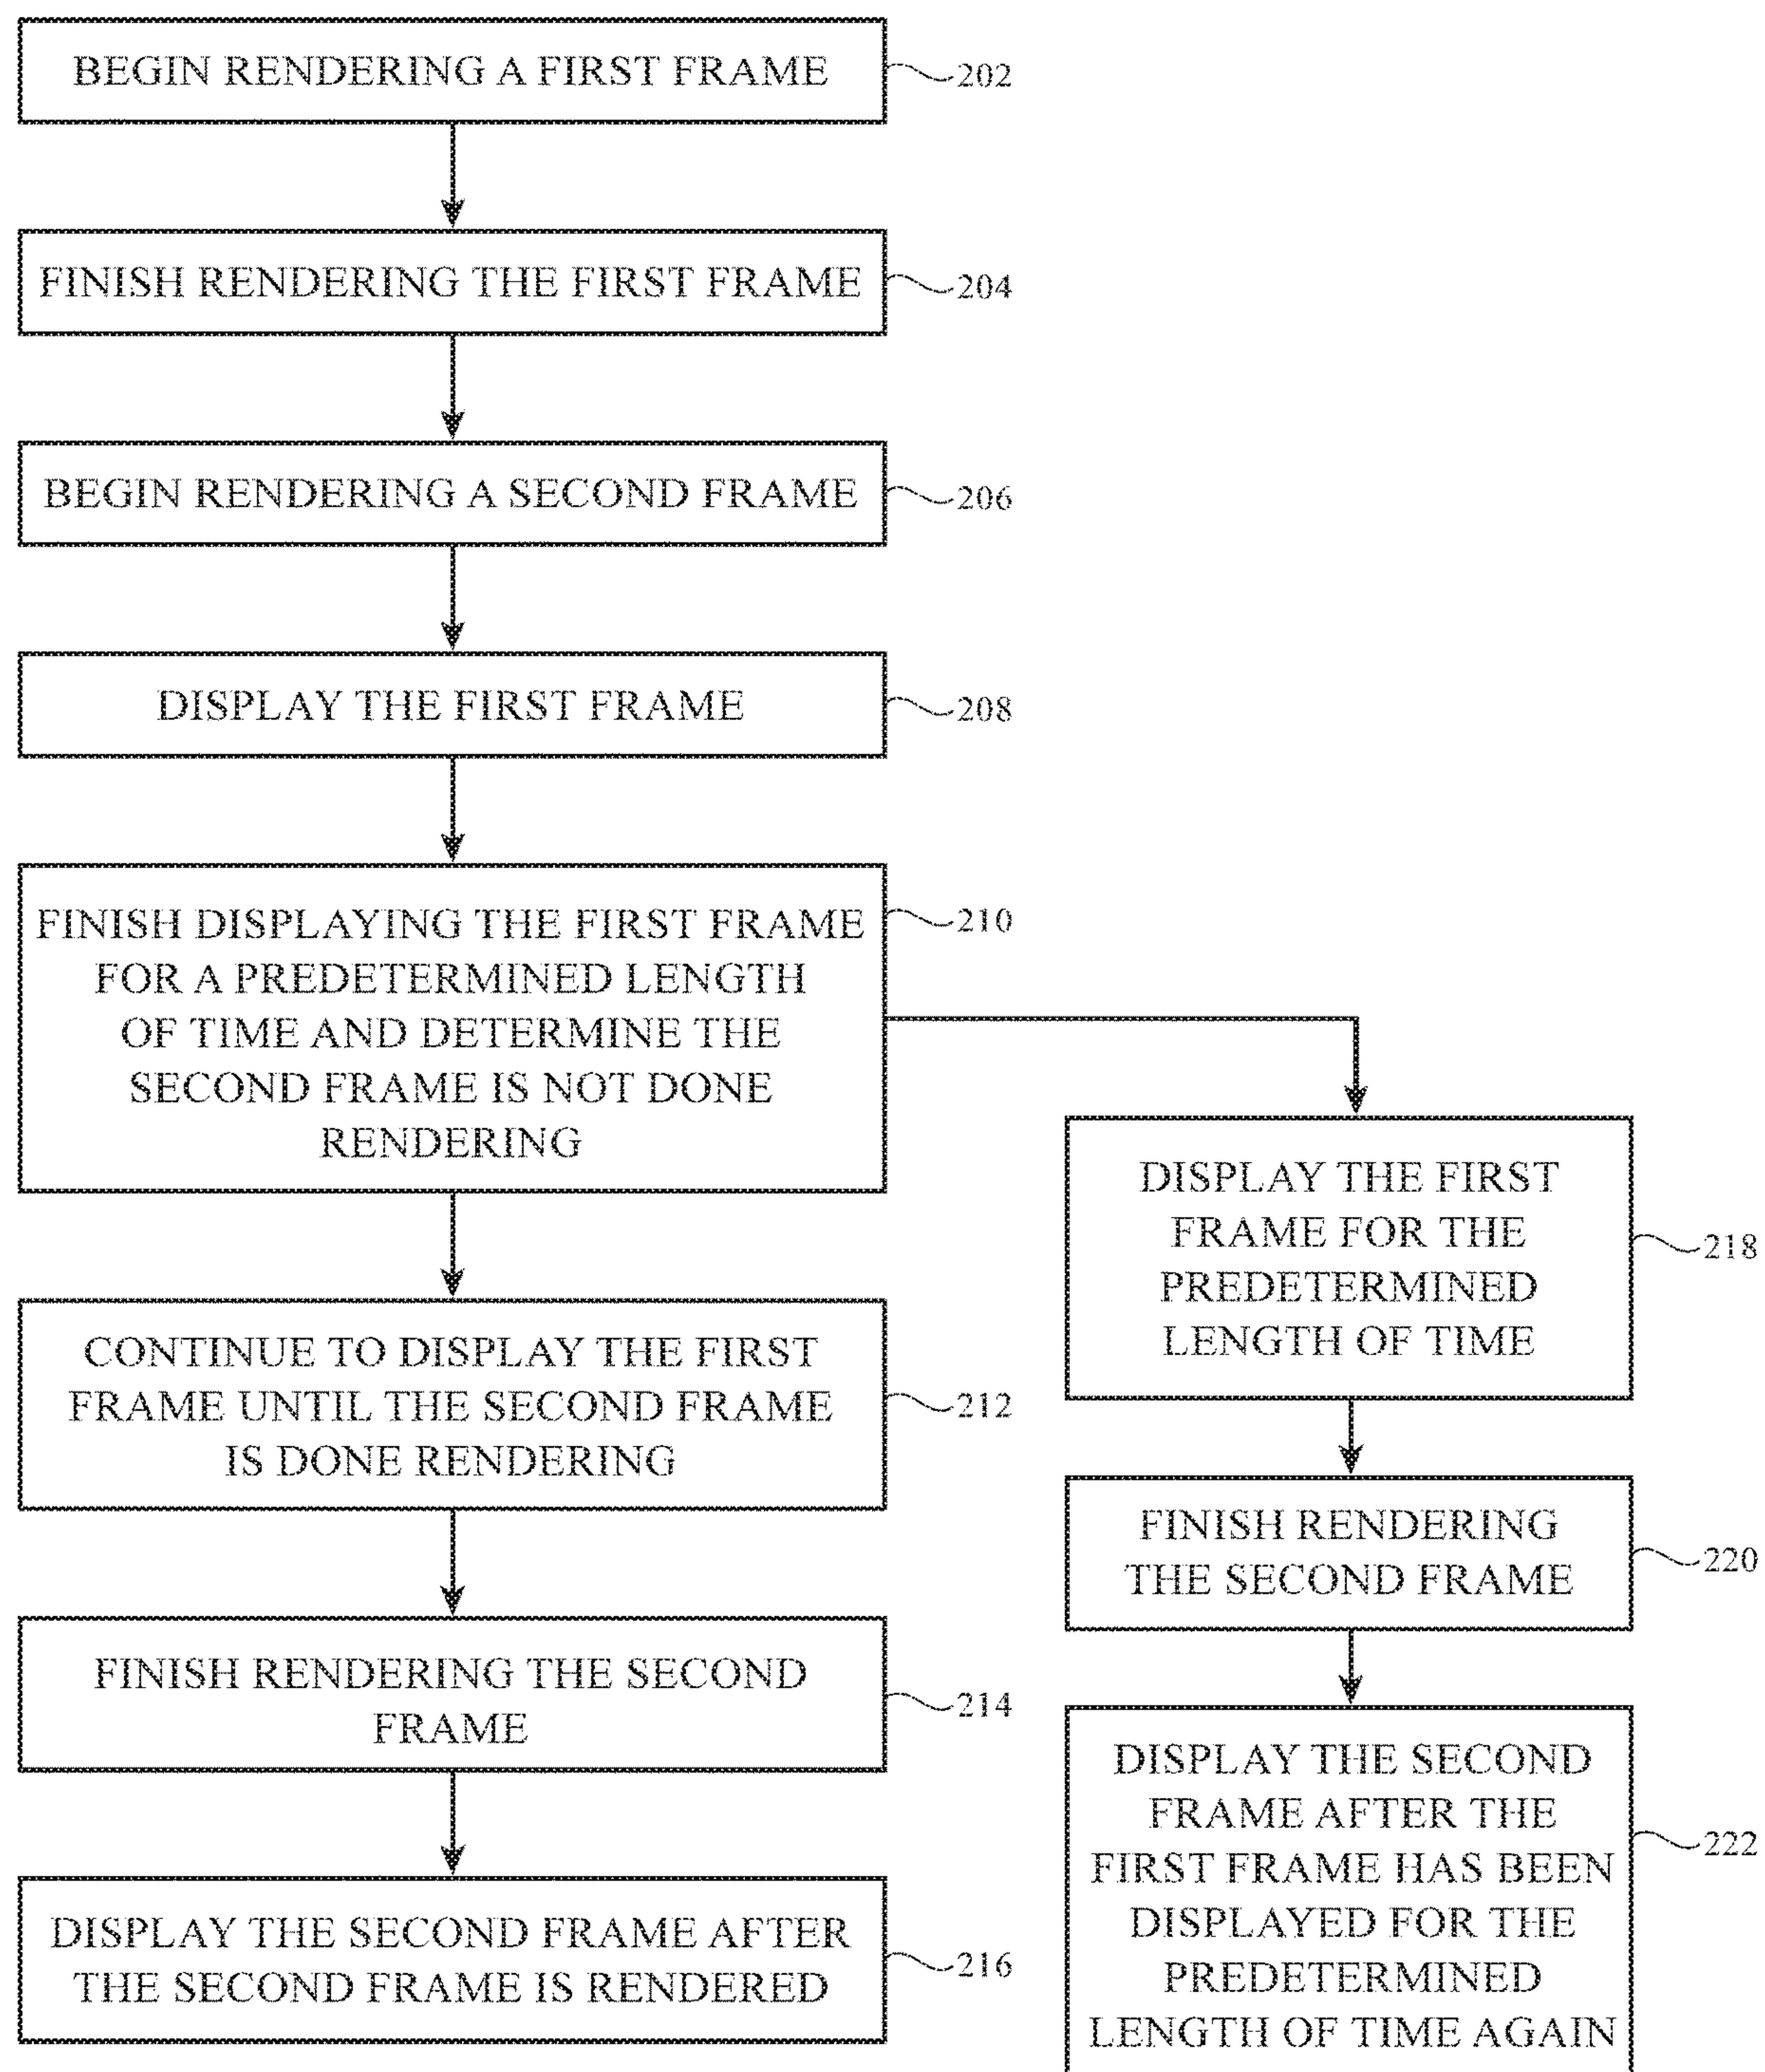 BEGIN RENDERING A FIRST FRAME
202
FINISH RENDERING THE FIRST FRAME
204
BEGIN RENDERING A SECOND FRAME
206
DISPLAY THE FIRST FRAME
208
FINISH DISPLAYING THE FIRST FRAME
FOR A PREDETERMINED LENGTH
OF TIME AND DETERMINE THE
SECOND FRAME IS NOT DONE
RENDERING
210
CONTINUE TO DISPLAY THE FIRST
FRAME UNTIL THE SECOND FRAME
IS DONE RENDERING
212
FINISH RENDERING THE SECOND
FRAME
214
DISPLAY THE SECOND FRAME AFTER
THE SECOND FRAME IS RENDERED
216
DISPLAY THE FIRST
FRAME FOR THE
PREDETERMINED
LENGTH OF TIME
218
FINISH RENDERING
THE SECOND FRAME
220
DISPLAY THE SECOND
FRAME AFTER THE
FIRST FRAME HAS BEEN
DISPLAYED FOR THE
PREDETERMINED
LENGTH OF TIME AGAIN
222